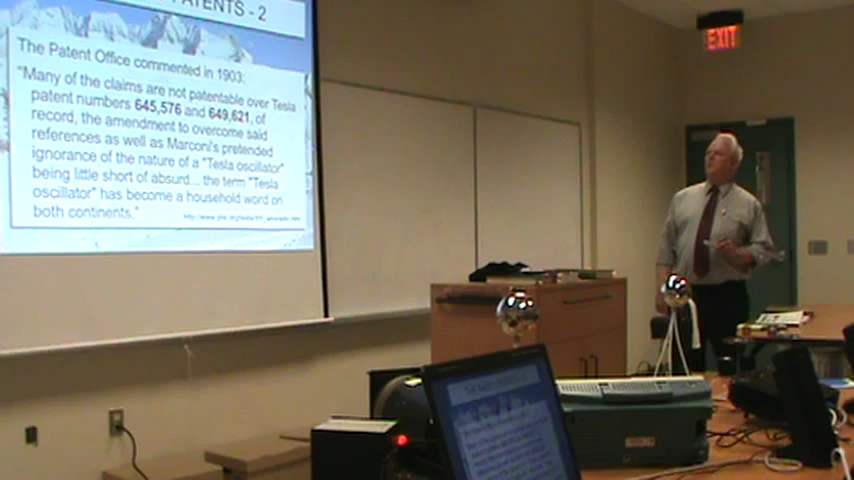 PATENTS - 2
The Patent Office commented in 1903:
"Many of the claims are not patentable over Tesla
patent numbers 645,576 and 649,621, of
record, the amendment to overcome said
references as well as Marconi's pretended
ignorance of the nature of a "Tesla oscillator"
being little short of absurd... the term "Tesla
oscillator" has become a household word on
both continents."
EXIT